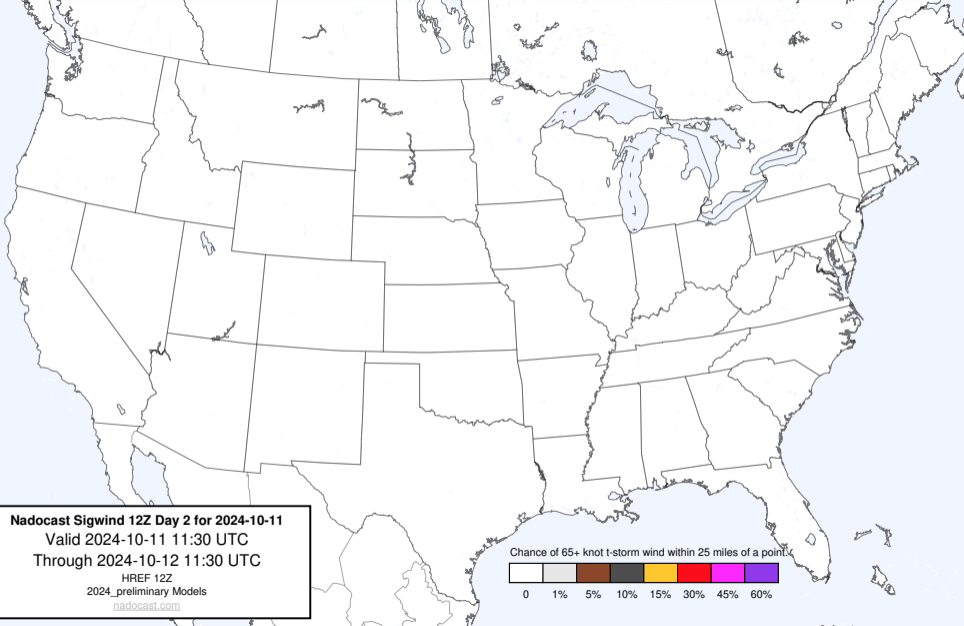 Nadocast Sigwind 12Z Day 2 for 2024-10-11
Valid 2024-10-11 11:30 UTC
Through 2024-10-12 11:30 UTC
HREF 12Z
2024_preliminary Models
nadocast.com
Chance of 65+ knot t-storm wind within 25 miles of a point.
0 1% 5% 10% 15% 30% 45% 60%